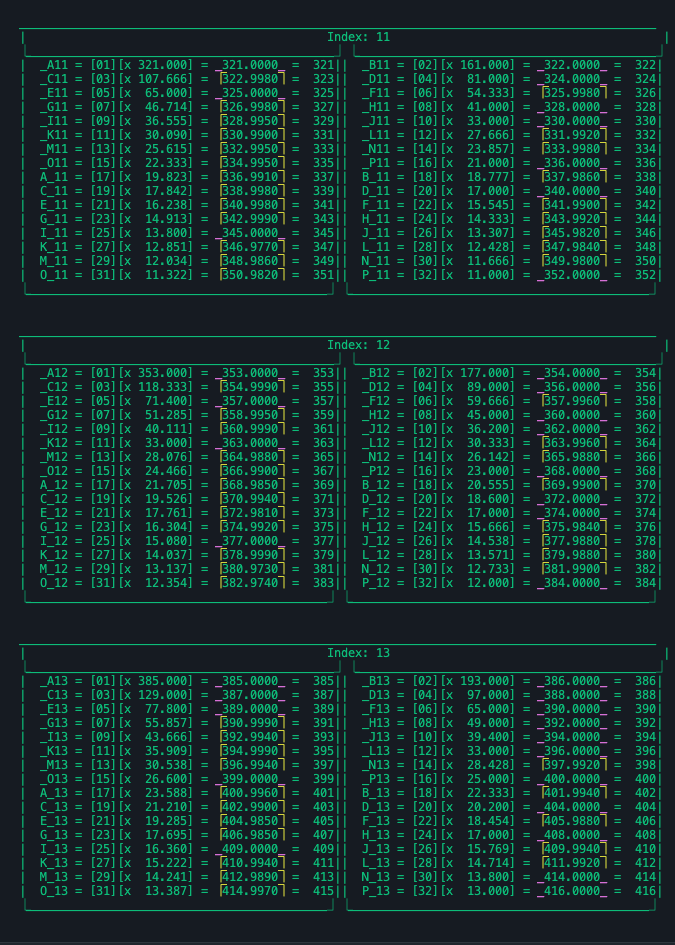 Index: 11
_A11 = [01][x 321.000] = _321.0000_ = 321|| _B11 = [02][x 161.000] = _322.0000_ = 322|
_C11 = [03][x 107.666] = ⌈322.9980⌉ = 323|| _D11 = [04][x 81.000] = _324.0000_ = 324|
_E11 = [05][x 65.000] = _325.0000_ = 325|| _F11 = [06][x 54.333] = ⌈325.9980⌉ = 326|
_G11 = [07][x 46.714] = ⌈326.9980⌉ = 327|| _H11 = [08][x 41.000] = _328.0000_ = 328|
_I11 = [09][x 36.555] = ⌈328.9950⌉ = 329|| _J11 = [10][x 33.000] = _330.0000_ = 330|
_K11 = [11][x 30.090] = ⌈330.9900⌉ = 331|| _L11 = [12][x 27.666] = ⌈331.9920⌉ = 332|
_M11 = [13][x 25.615] = ⌈332.9950⌉ = 333|| _N11 = [14][x 23.857] = ⌈333.9980⌉ = 334|
_O11 = [15][x 22.333] = ⌈334.9950⌉ = 335|| _P11 = [16][x 21.000] = _336.0000_ = 336|
A_11 = [17][x 19.823] = ⌈336.9910⌉ = 337|| B_11 = [18][x 18.777] = ⌈337.9860⌉ = 338|
C_11 = [19][x 17.842] = ⌈338.9980⌉ = 339|| D_11 = [20][x 17.000] = _340.0000_ = 340|
E_11 = [21][x 16.238] = ⌈340.9980⌉ = 341|| F_11 = [22][x 15.545] = ⌈341.9900⌉ = 342|
G_11 = [23][x 14.913] = ⌈342.9990⌉ = 343|| H_11 = [24][x 14.333] = ⌈343.9920⌉ = 344|
I_11 = [25][x 13.800] = _345.0000_ = 345|| J_11 = [26][x 13.307] = ⌈345.9820⌉ = 346|
K_11 = [27][x 12.851] = ⌈346.9770⌉ = 347|| L_11 = [28][x 12.428] = ⌈347.9840⌉ = 348|
M_11 = [29][x 12.034] = ⌈348.9860⌉ = 349|| N_11 = [30][x 11.666] = ⌈349.9800⌉ = 350|
O_11 = [31][x 11.322] = ⌈350.9820⌉ = 351|| P_11 = [32][x 11.000] = _352.0000_ = 352|
Index: 12
_A12 = [01][x 353.000] = _353.0000_ = 353|| _B12 = [02][x 177.000] = _354.0000_ = 354|
_C12 = [03][x 118.333] = ⌈354.9990⌉ = 355|| _D12 = [04][x 89.000] = _356.0000_ = 356|
_E12 = [05][x 71.400] = _357.0000_ = 357|| _F12 = [06][x 59.666] = ⌈357.9960⌉ = 358|
_G12 = [07][x 51.285] = ⌈358.9950⌉ = 359|| _H12 = [08][x 45.000] = _360.0000_ = 360|
_I12 = [09][x 40.111] = ⌈360.9990⌉ = 361|| _J12 = [10][x 36.200] = _362.0000_ = 362|
_K12 = [11][x 33.000] = _363.0000_ = 363|| _L12 = [12][x 30.333] = ⌈363.9960⌉ = 364|
_M12 = [13][x 28.076] = ⌈364.9880⌉ = 365|| _N12 = [14][x 26.142] = ⌈365.9880⌉ = 366|
_O12 = [15][x 24.466] = ⌈366.9900⌉ = 367|| _P12 = [16][x 23.000] = _368.0000_ = 368|
A_12 = [17][x 21.705] = ⌈368.9850⌉ = 369|| B_12 = [18][x 20.555] = ⌈369.9900⌉ = 370|
C_12 = [19][x 19.526] = ⌈370.9940⌉ = 371|| D_12 = [20][x 18.600] = _372.0000_ = 372|
E_12 = [21][x 17.761] = ⌈372.9810⌉ = 373|| F_12 = [22][x 17.000] = _374.0000_ = 374|
G_12 = [23][x 16.304] = ⌈374.9920⌉ = 375|| H_12 = [24][x 15.666] = ⌈375.9840⌉ = 376|
I_12 = [25][x 15.080] = _377.0000_ = 377|| J_12 = [26][x 14.538] = ⌈377.9880⌉ = 378|
K_12 = [27][x 14.037] = ⌈378.9990⌉ = 379|| L_12 = [28][x 13.571] = ⌈379.9880⌉ = 380|
M_12 = [29][x 13.137] = ⌈380.9730⌉ = 381|| N_12 = [30][x 12.733] = ⌈381.9900⌉ = 382|
O_12 = [31][x 12.354] = ⌈382.9740⌉ = 383|| P_12 = [32][x 12.000] = _384.0000_ = 384|
Index: 13
_A13 = [01][x 385.000] = _385.0000_ = 385|| _B13 = [02][x 193.000] = _386.0000_ = 386|
_C13 = [03][x 129.000] = _387.0000_ = 387|| _D13 = [04][x 97.000] = _388.0000_ = 388|
_E13 = [05][x 77.800] = _389.0000_ = 389|| _F13 = [06][x 65.000] = _390.0000_ = 390|
_G13 = [07][x 55.857] = ⌈390.9990⌉ = 391|| _H13 = [08][x 49.000] = _392.0000_ = 392|
_I13 = [09][x 43.666] = ⌈392.9940⌉ = 393|| _J13 = [10][x 39.400] = _394.0000_ = 394|
_K13 = [11][x 35.909] = ⌈394.9990⌉ = 395|| _L13 = [12][x 33.000] = _396.0000_ = 396|
_M13 = [13][x 30.538] = ⌈396.9940⌉ = 397|| _N13 = [14][x 28.428] = ⌈397.9920⌉ = 398|
_O13 = [15][x 26.600] = _399.0000_ = 399|| _P13 = [16][x 25.000] = _400.0000_ = 400|
A_13 = [17][x 23.588] = ⌈400.9960⌉ = 401|| B_13 = [18][x 22.333] = ⌈401.9940⌉ = 402|
C_13 = [19][x 21.210] = ⌈402.9900⌉ = 403|| D_13 = [20][x 20.200] = _404.0000_ = 404|
E_13 = [21][x 19.285] = ⌈404.9850⌉ = 405|| F_13 = [22][x 18.454] = ⌈405.9880⌉ = 406|
G_13 = [23][x 17.695] = ⌈406.9850⌉ = 407|| H_13 = [24][x 17.000] = _408.0000_ = 408|
I_13 = [25][x 16.360] = _409.0000_ = 409|| J_13 = [26][x 15.769] = ⌈409.9940⌉ = 410|
K_13 = [27][x 15.222] = ⌈410.9940⌉ = 411|| L_13 = [28][x 14.714] = ⌈411.9920⌉ = 412|
M_13 = [29][x 14.241] = ⌈412.9890⌉ = 413|| N_13 = [30][x 13.800] = _414.0000_ = 414|
O_13 = [31][x 13.387] = ⌈414.9970⌉ = 415|| P_13 = [32][x 13.000] = _416.0000_ = 416|